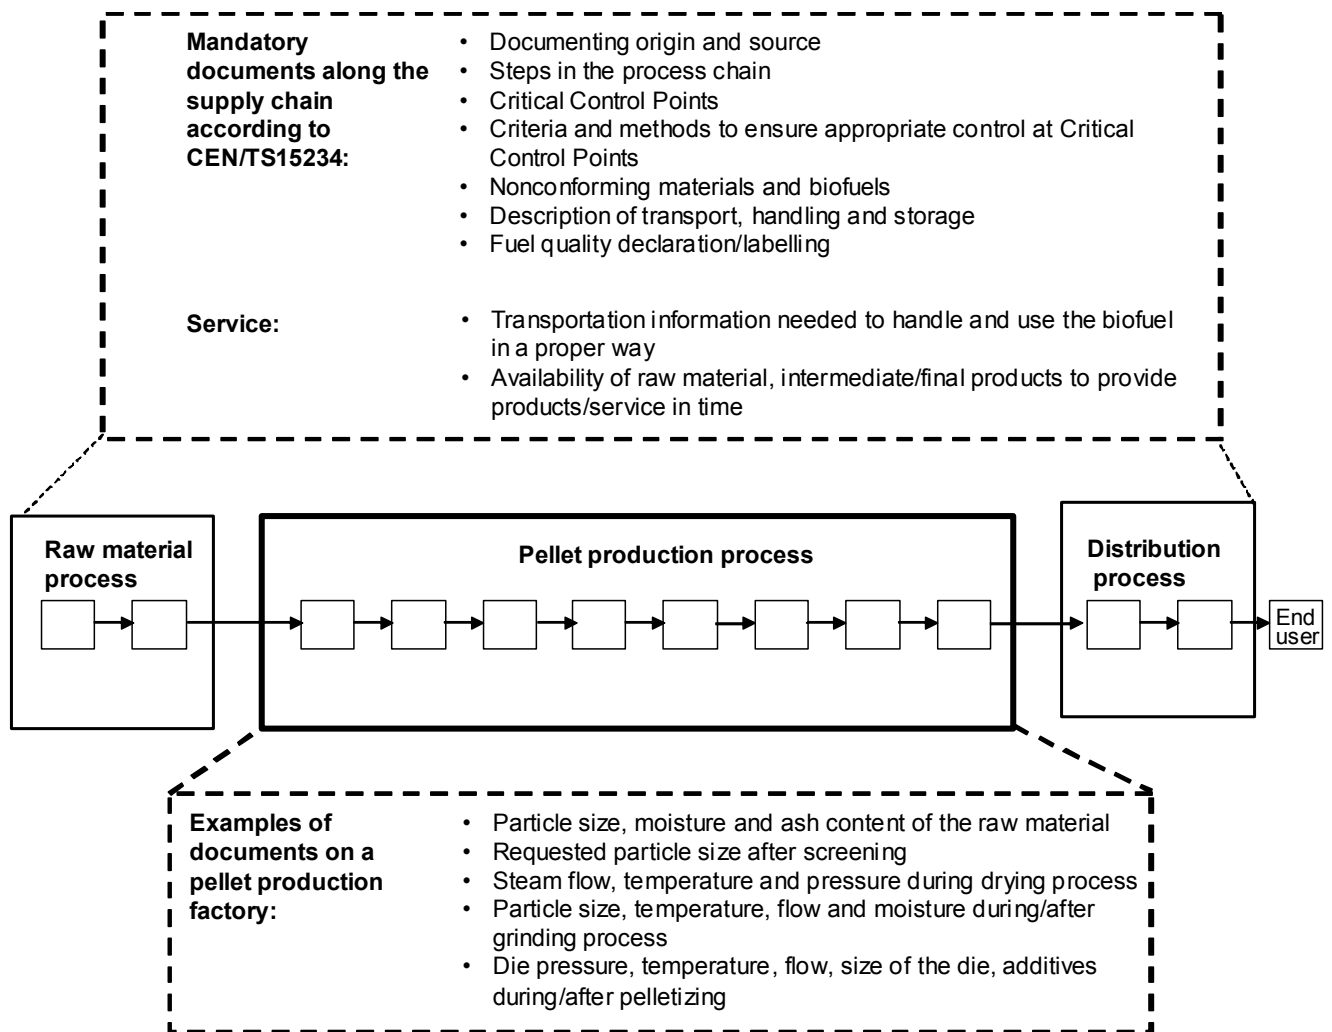 Mandatory
documents along the
supply chain
according to
CEN/TS15234:
• Documenting origin and source
• Steps in the process chain
• Critical Control Points
• Criteria and methods to ensure appropriate control at Critical
Control Points
• Nonconforming materials and biofuels
• Description of transport, handling and storage
• Fuel quality declaration/labelling
Service:
• Transportation information needed to handle and use the biofuel
in a proper way
• Availability of raw material, intermediate/final products to provide
products/service in time
Raw material
process
Pellet production process
Distribution
process
End
user
Examples of
documents on a
pellet production
factory:
• Particle size, moisture and ash content of the raw material
• Requested particle size after screening
• Steam flow, temperature and pressure during drying process
• Particle size, temperature, flow and moisture during/after
grinding process
• Die pressure, temperature, flow, size of the die, additives
during/after pelletizing